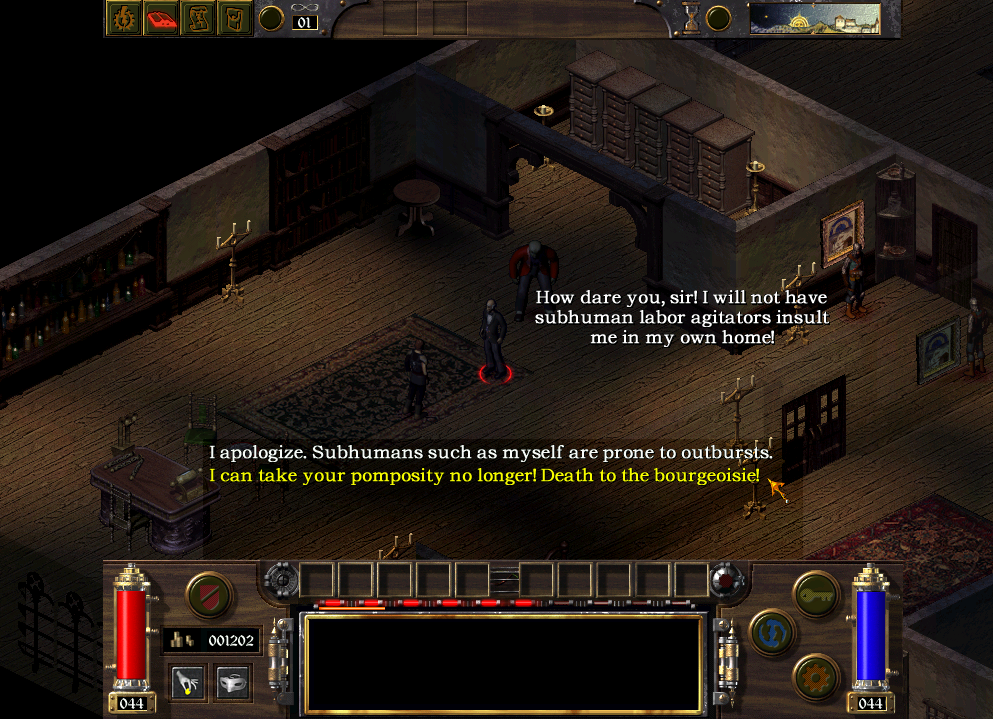 01
How dare you, sir! I will not have
subhuman labor agitators insult
me in my own home!
I apologize. Subhumans such as myself are prone to outbursts.
I can take your pomposity no longer! Death to the bourgeoisie!
001202
044
044